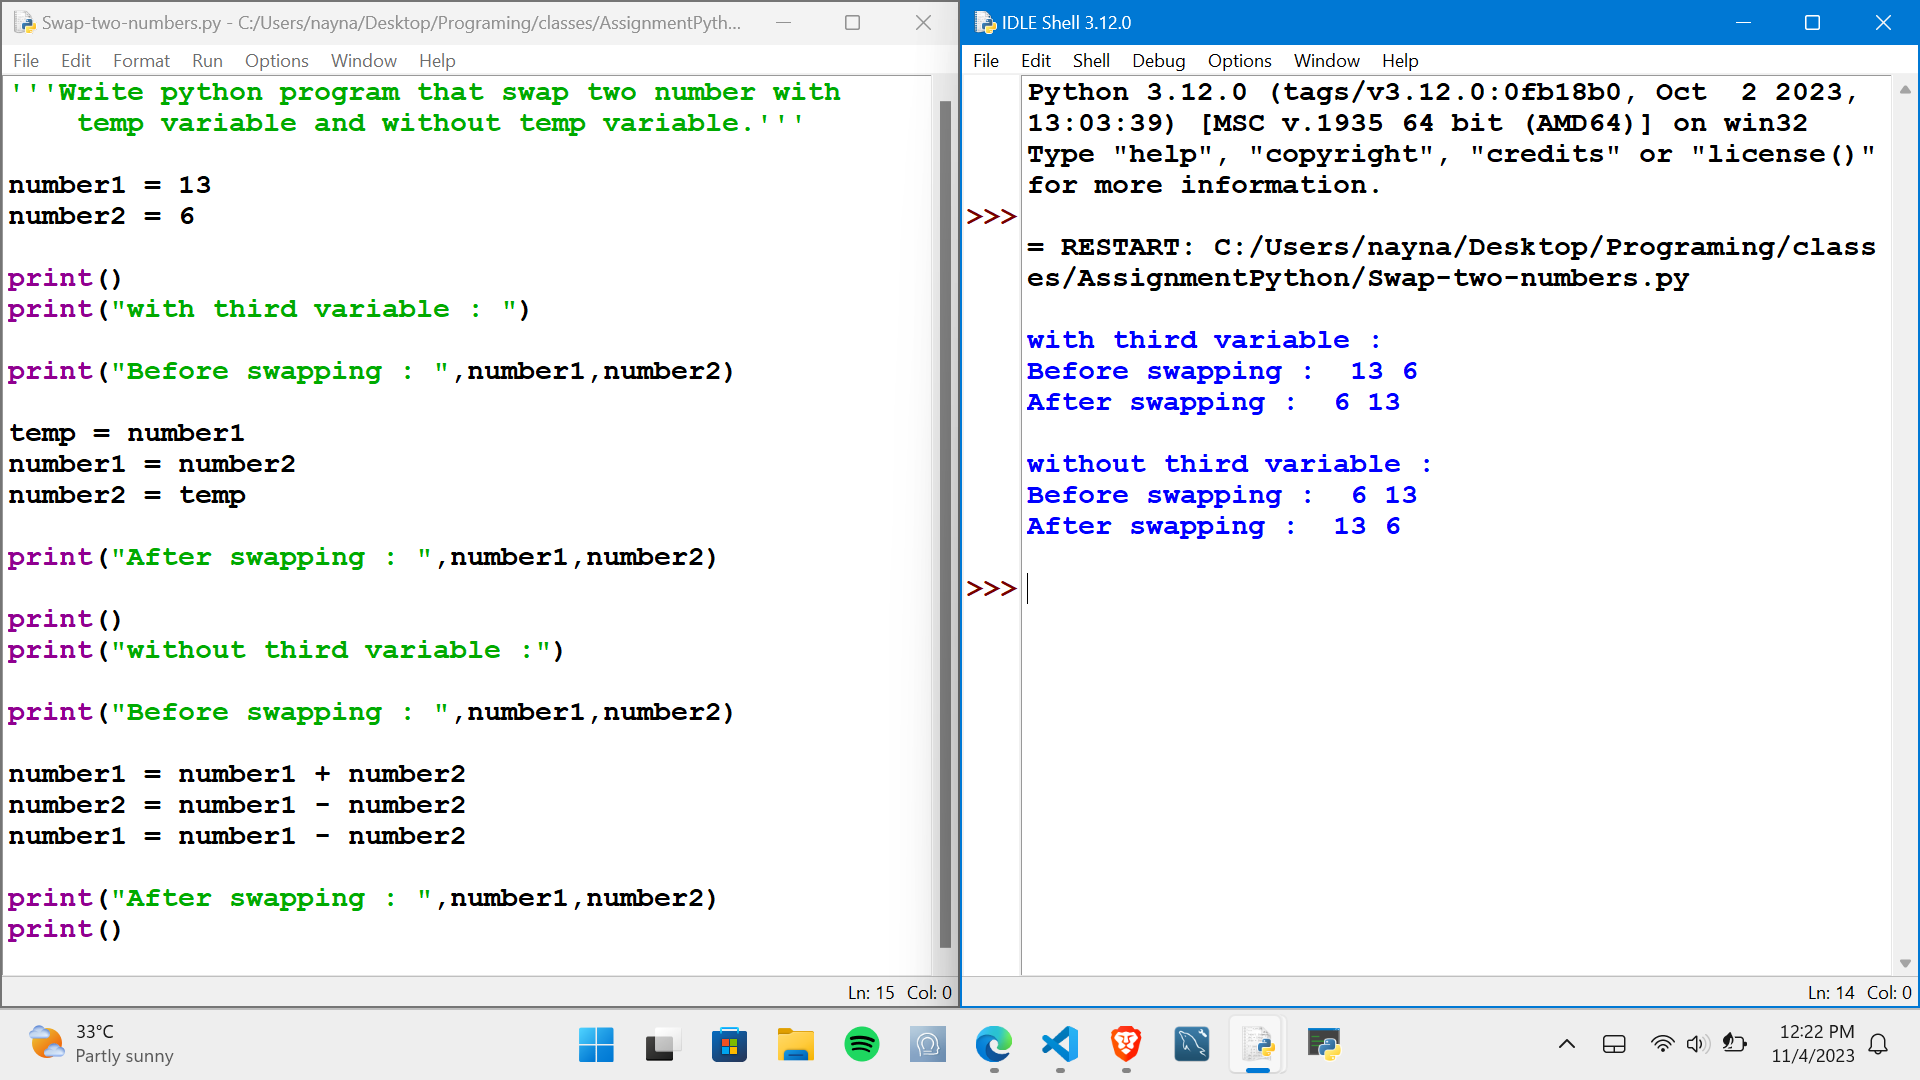 Swap-two-numbers.py - C:/Users/nayna/Desktop/Programing/classes/AssignmentPyth...
File Edit Format Run Options Window Help
'''Write python program that swap two number with
    temp variable and without temp variable.'''

number1 = 13
number2 = 6

print()
print("with third variable : ")

print("Before swapping : ",number1,number2)

temp = number1
number1 = number2
number2 = temp

print("After swapping : ",number1,number2)

print()
print("without third variable :")

print("Before swapping : ",number1,number2)

number1 = number1 + number2
number2 = number1 - number2
number1 = number1 - number2

print("After swapping : ",number1,number2)
print()
Ln: 15 Col: 0
IDLE Shell 3.12.0
File Edit Shell Debug Options Window Help
Python 3.12.0 (tags/v3.12.0:0fb18b0, Oct  2 2023,
13:03:39) [MSC v.1935 64 bit (AMD64)] on win32
Type "help", "copyright", "credits" or "license()"
for more information.
>>>
= RESTART: C:/Users/nayna/Desktop/Programing/class
es/AssignmentPython/Swap-two-numbers.py

with third variable :
Before swapping :  13 6
After swapping :  6 13

without third variable :
Before swapping :  6 13
After swapping :  13 6

>>>
Ln: 14 Col: 0
33°C
Partly sunny
12:22 PM
11/4/2023